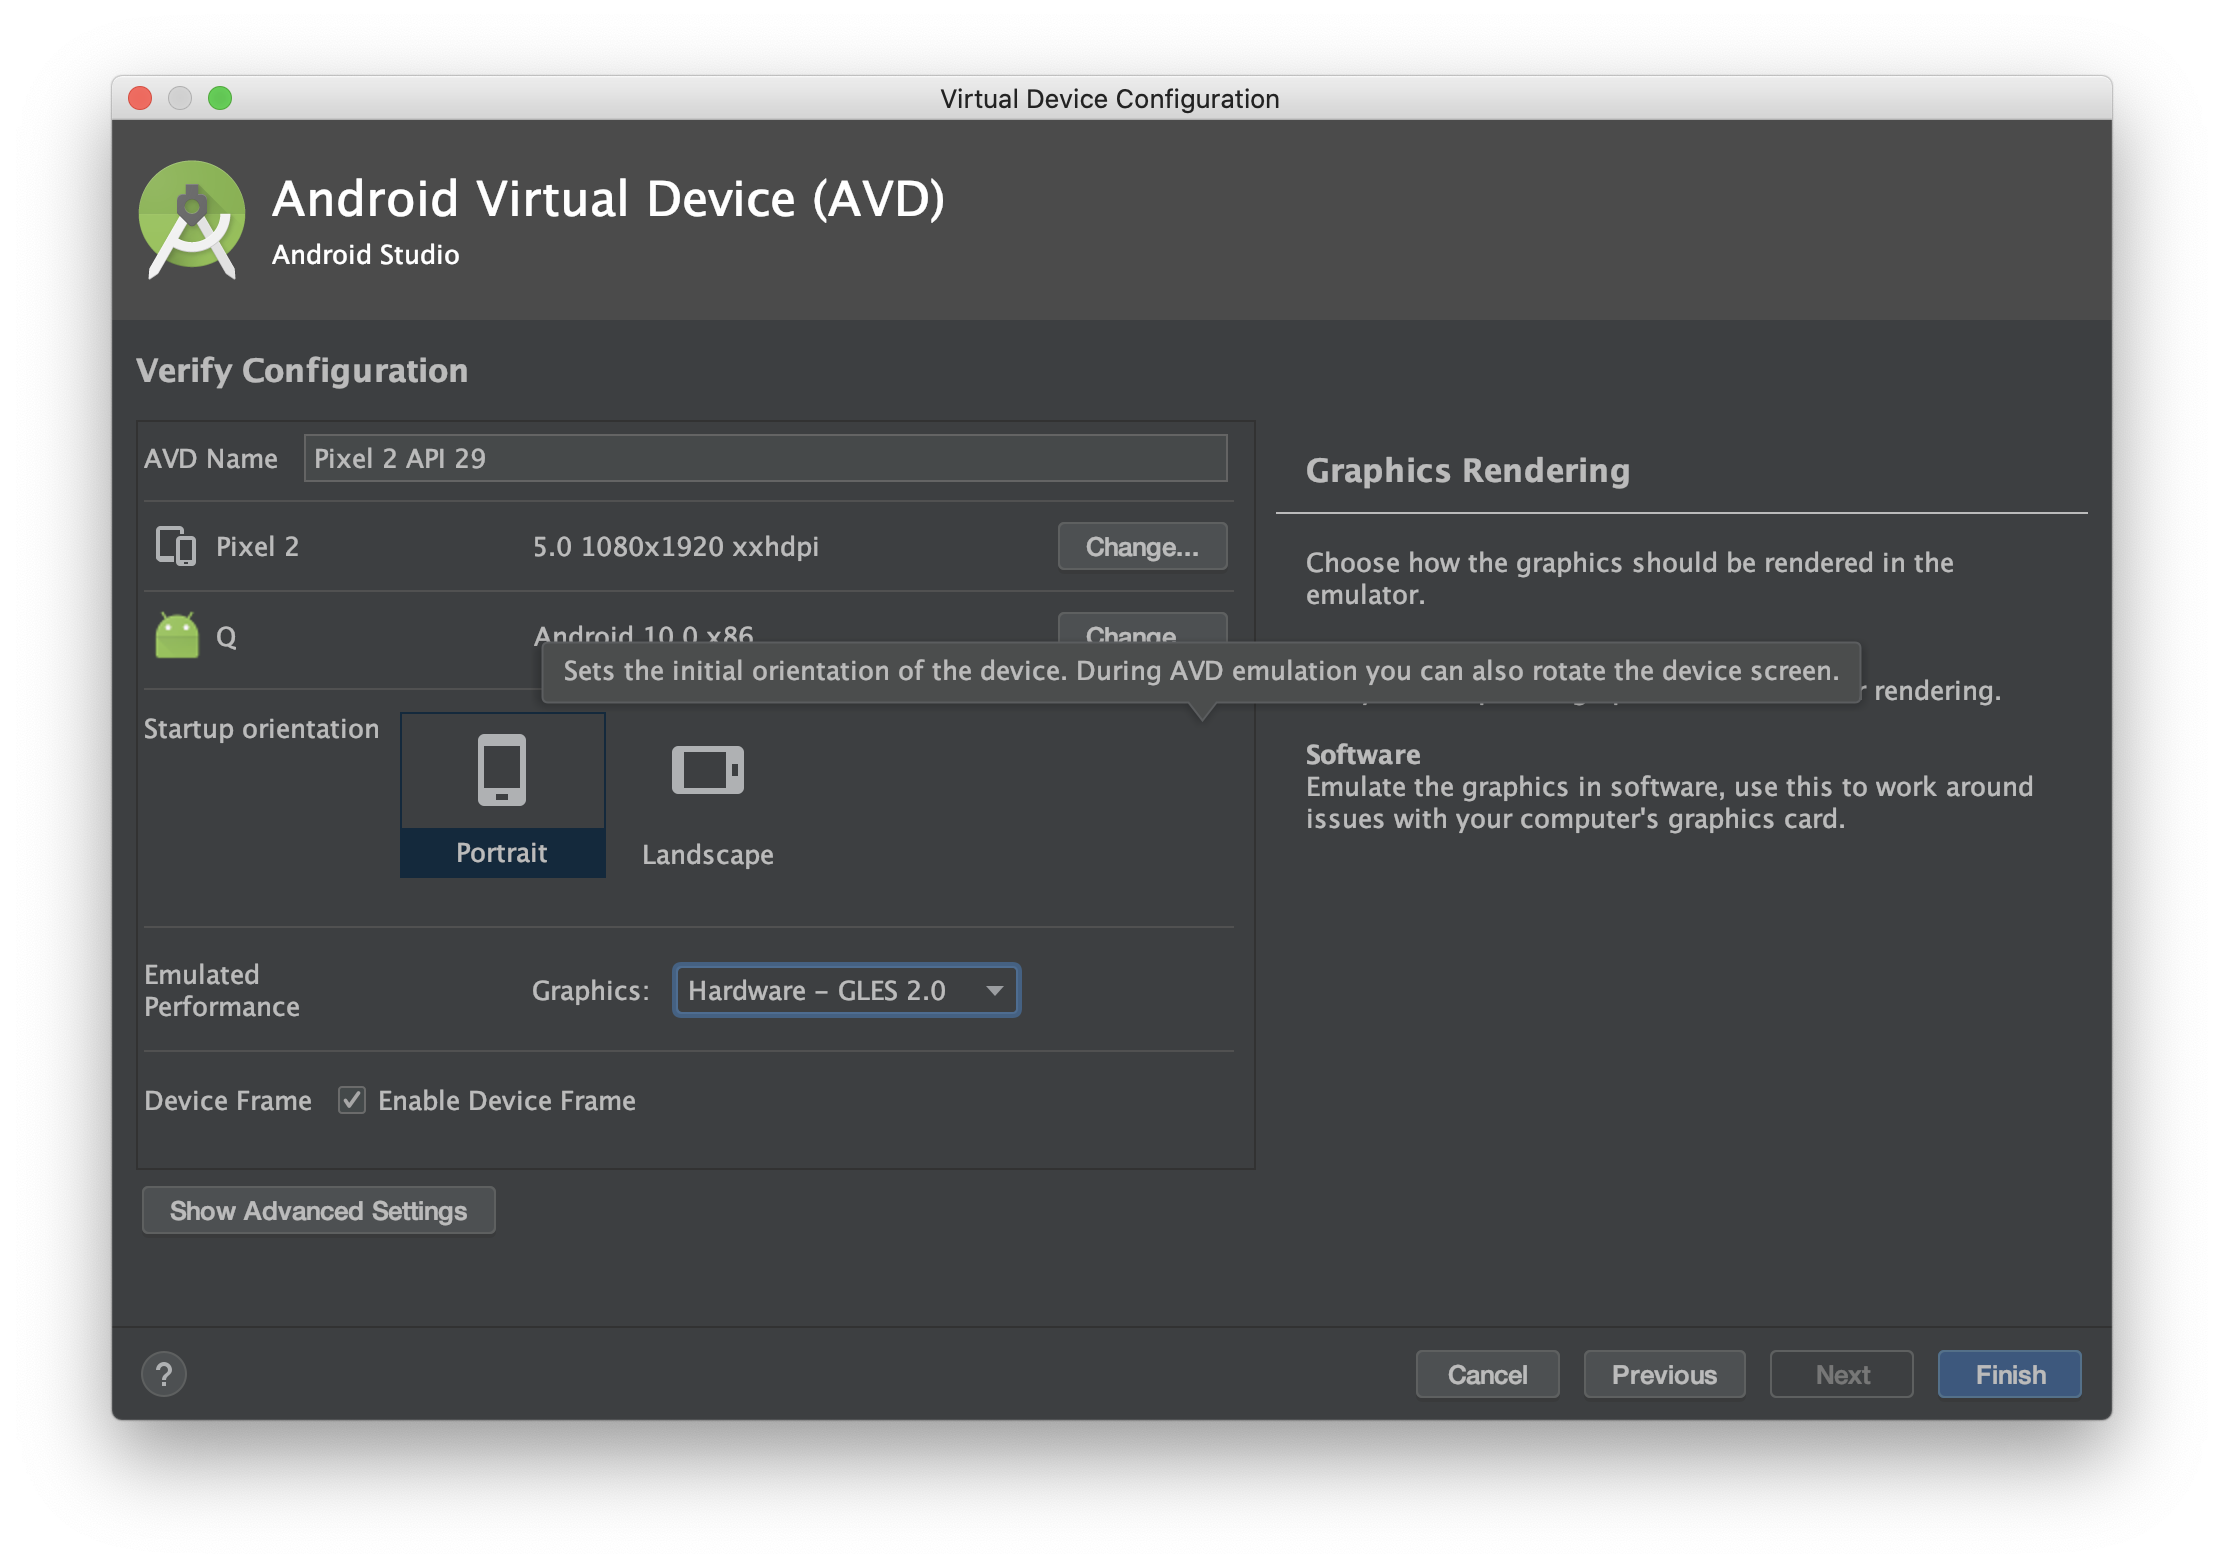 Virtual Device Configuration
Android Virtual Device (AVD)
Android Studio
Verify Configuration
AVD Name
Pixel 2 API 29
Pixel 2
5.0 1080x1920 xxhdpi
Change...
Q
Android 10.0 x86
Change...
Sets the initial orientation of the device. During AVD emulation you can also rotate the device screen.
Startup orientation
Portrait
Landscape
Emulated
Performance
Graphics:
Hardware – GLES 2.0
Device Frame
Enable Device Frame
Show Advanced Settings
Graphics Rendering
Choose how the graphics should be rendered in the
emulator.
rendering.
Software
Emulate the graphics in software, use this to work around
issues with your computer's graphics card.
?
Cancel
Previous
Next
Finish